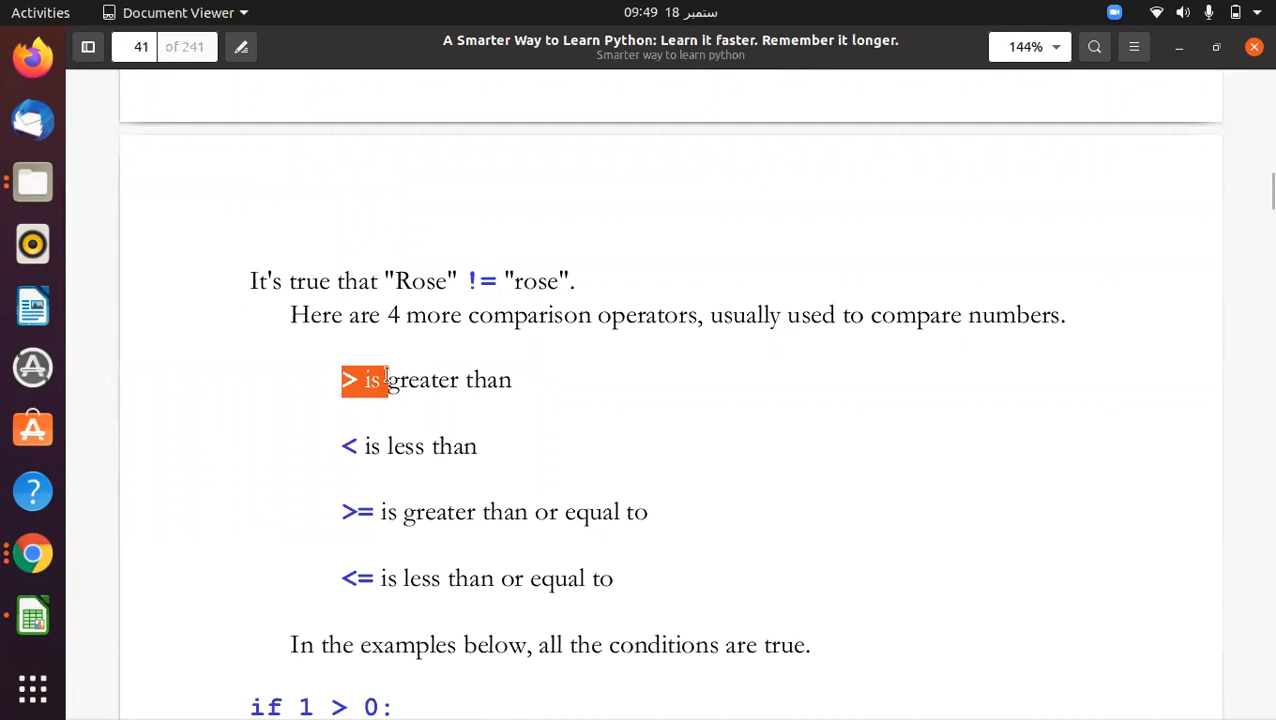 Activities
Document Viewer
09:49 18 ستمبر
41 of 241
A Smarter Way to Learn Python: Learn it faster. Remember it longer.
Smarter way to learn python
144%
It's true that "Rose" != "rose".
Here are 4 more comparison operators, usually used to compare numbers.
> is greater than
< is less than
>= is greater than or equal to
<= is less than or equal to
In the examples below, all the conditions are true.
if 1 > 0: